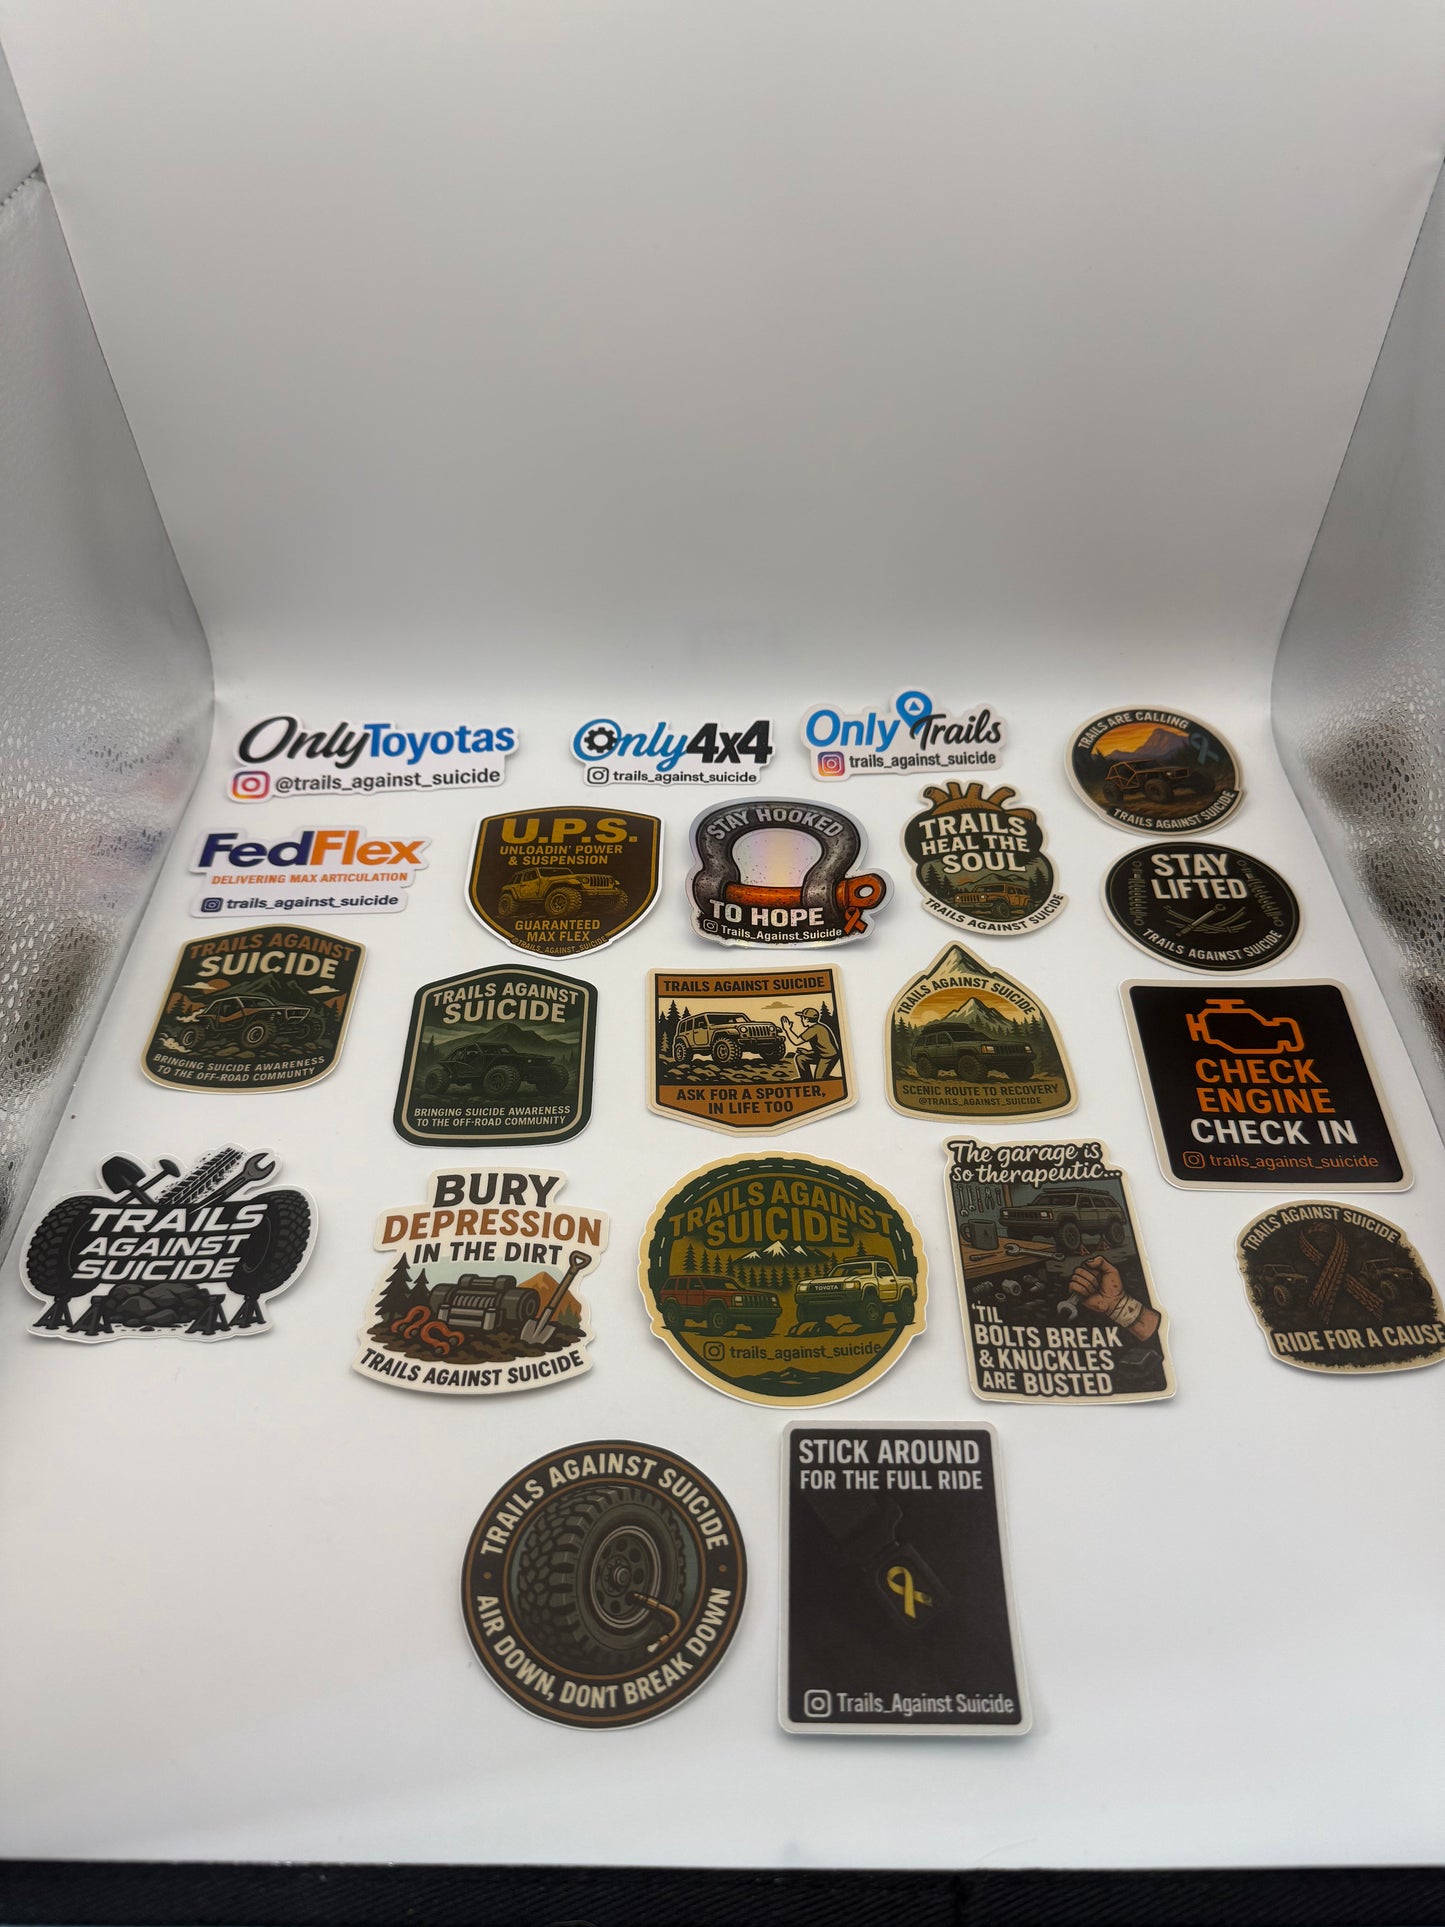 OnlyToyotas
@trails_against_suicide
Only4x4
trails_against_suicide
Only Trails
trails_against_suicide
TRAILS ARE CALLING
TRAILS AGAINST SUICIDE
FedFlex
DELIVERING MAX ARTICULATION
trails_against_suicide
U.P.S.
UNLOADIN' POWER
& SUSPENSION
GUARANTEED
MAX FLEX
@TRAILS_AGAINST_SUICIDE
STAY HOOKED
TO HOPE
Trails_Against_Suicide
TRAILS
HEAL THE
SOUL
TRAILS AGAINST SUICIDE
STAY
LIFTED
TRAILS AGAINST SUICIDE
TRAILS AGAINST
SUICIDE
BRINGING SUICIDE AWARENESS
TO THE OFF-ROAD COMMUNITY
TRAILS AGAINST
SUICIDE
BRINGING SUICIDE AWARENESS
TO THE OFF-ROAD COMMUNITY
TRAILS AGAINST SUICIDE
ASK FOR A SPOTTER,
IN LIFE TOO
TRAILS AGAINST SUICIDE
SCENIC ROUTE TO RECOVERY
@TRAILS_AGAINST_SUICIDE
CHECK
ENGINE
CHECK IN
trails_against_suicide
TRAILS
AGAINST
SUICIDE
BURY
DEPRESSION
IN THE DIRT
TRAILS AGAINST SUICIDE
TRAILS AGAINST
SUICIDE
TOYOTA
trails_against_suicide
The garage is
so therapeutic...
'TIL
BOLTS BREAK
& KNUCKLES
ARE BUSTED
TRAILS AGAINST SUICIDE
RIDE FOR A CAUSE
TRAILS AGAINST SUICIDE
AIR DOWN, DONT BREAK DOWN
STICK AROUND
FOR THE FULL RIDE
Trails_Against Suicide